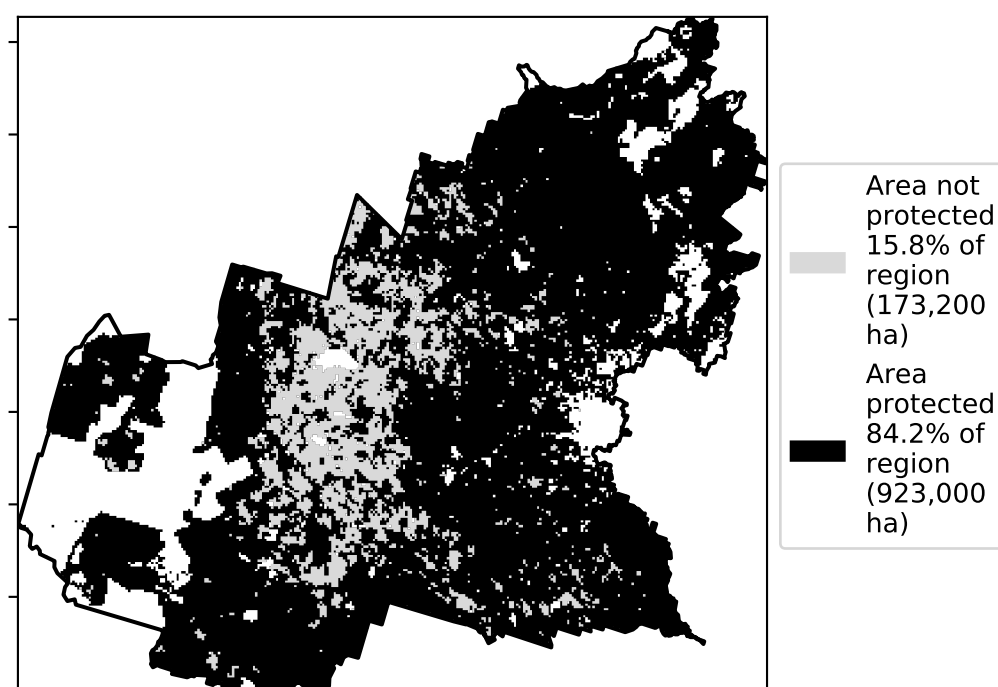 Area not
protected
15.8% of
region
(173,200
ha)
Area
protected
84.2% of
region
(923,000
ha)